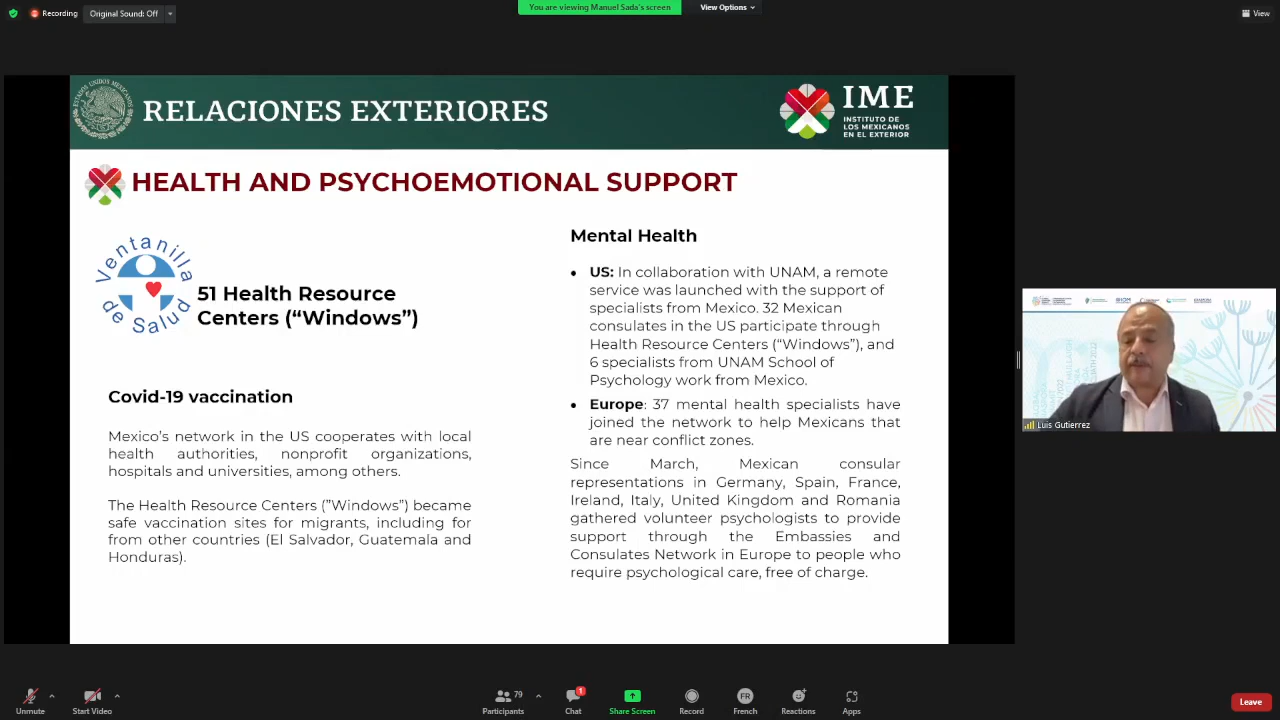 Recording
Original Sound: Off
You are viewing Manuel Sada's screen
View Options
View
ESTADOS UNIDOS MEXICANOS
RELACIONES EXTERIORES
IME
INSTITUTO DE
LOS MEXICANOS
EN EL EXTERIOR
HEALTH AND PSYCHOEMOTIONAL SUPPORT
Ventanilla
de Salud
51 Health Resource
Centers (“Windows”)
Covid-19 vaccination
Mexico’s network in the US cooperates with local
health authorities, nonprofit organizations,
hospitals and universities, among others.
The Health Resource Centers (”Windows”) became
safe vaccination sites for migrants, including for
from other countries (El Salvador, Guatemala and
Honduras).
Mental Health
• US: In collaboration with UNAM, a remote
service was launched with the support of
specialists from Mexico. 32 Mexican
consulates in the US participate through
Health Resource Centers (“Windows”), and
6 specialists from UNAM School of
Psychology work from Mexico.
• Europe: 37 mental health specialists have
joined the network to help Mexicans that
are near conflict zones.
Since March, Mexican consular
representations in Germany, Spain, France,
Ireland, Italy, United Kingdom and Romania
gathered volunteer psychologists to provide
support through the Embassies and
Consulates Network in Europe to people who
require psychological care, free of charge.
Luis Gutierrez
Unmute
Start Video
79
Participants
1
Chat
Share Screen
Record
FR
French
Reactions
Apps
Leave